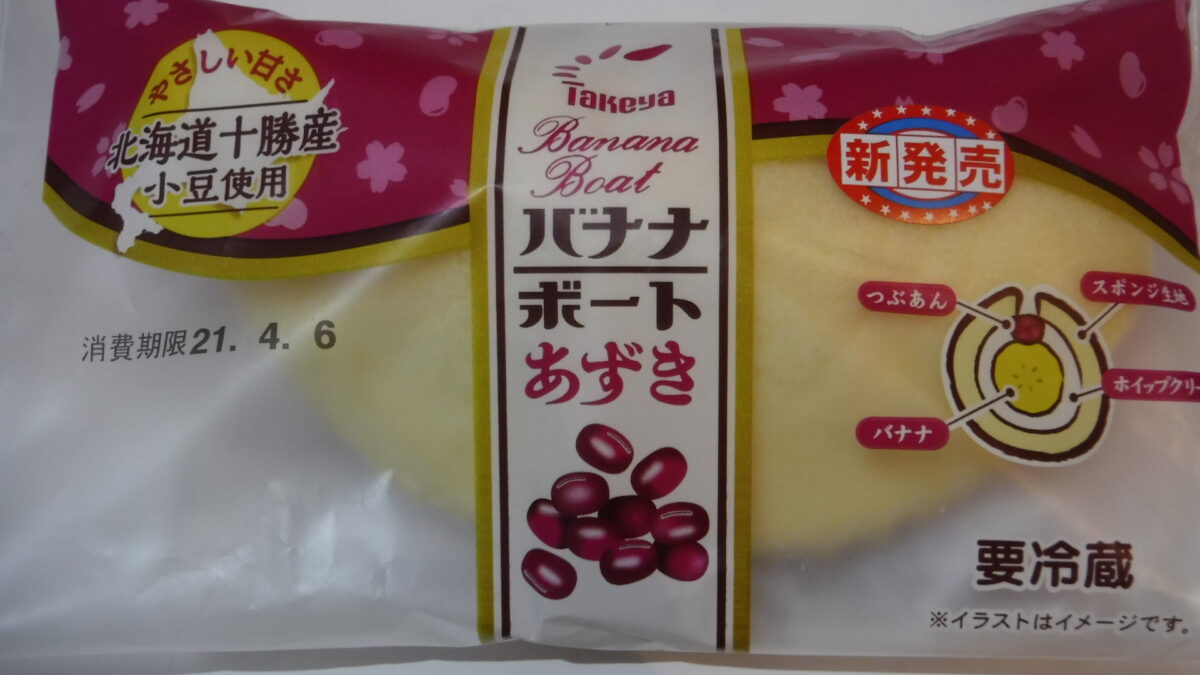 やさしい甘さ
北海道十勝産
小豆使用
消費期限21. 4. 6
Takeya
Banana
Boat
バナナ
ボート
あずき
新発売
つぶあん
スポンジ生地
ホイップクリー
バナナ
要冷蔵
※イラストはイメージです。